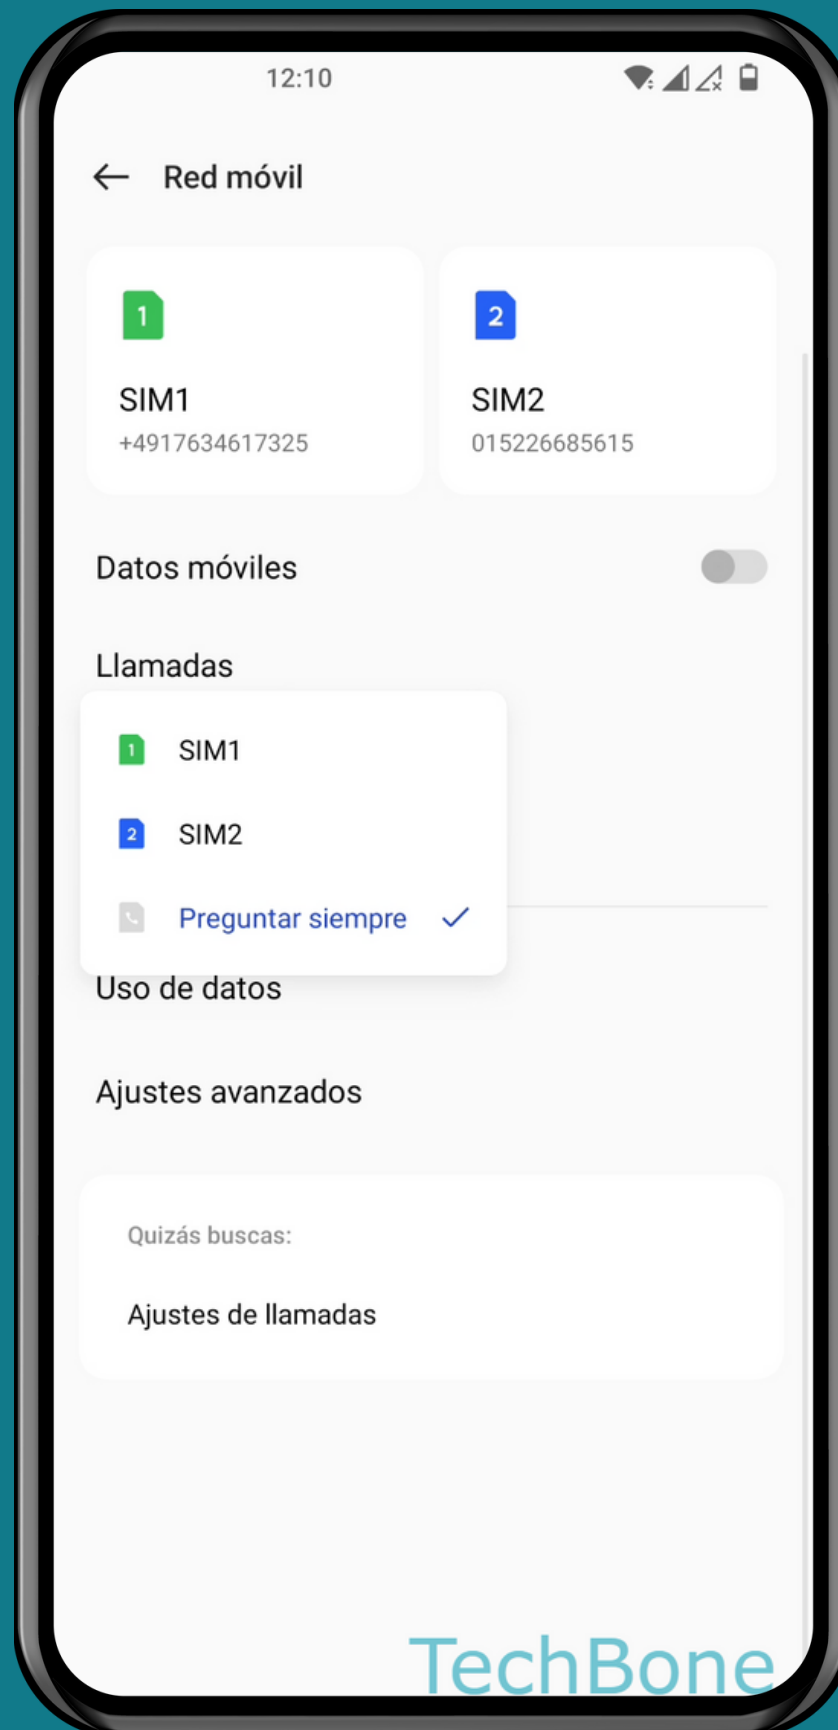 12:10
Red móvil
1
2
SIM1
SIM2
+4917634617325
015226685615
Datos móviles
Llamadas
1 SIM1
2 SIM2
Preguntar siempre
Uso de datos
Ajustes avanzados
Quizás buscas:
Ajustes de llamadas
TechBone